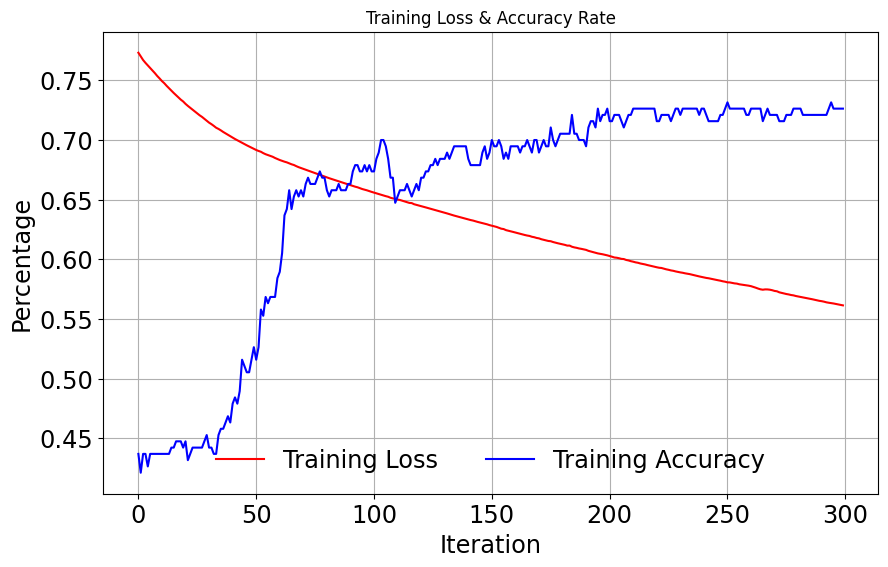 Training Loss & Accuracy Rate
Percentage
0.75
0.70
0.65
0.60
0.55
0.50
0.45
Training Loss Training Accuracy
0 50 100 150 200 250 300
Iteration